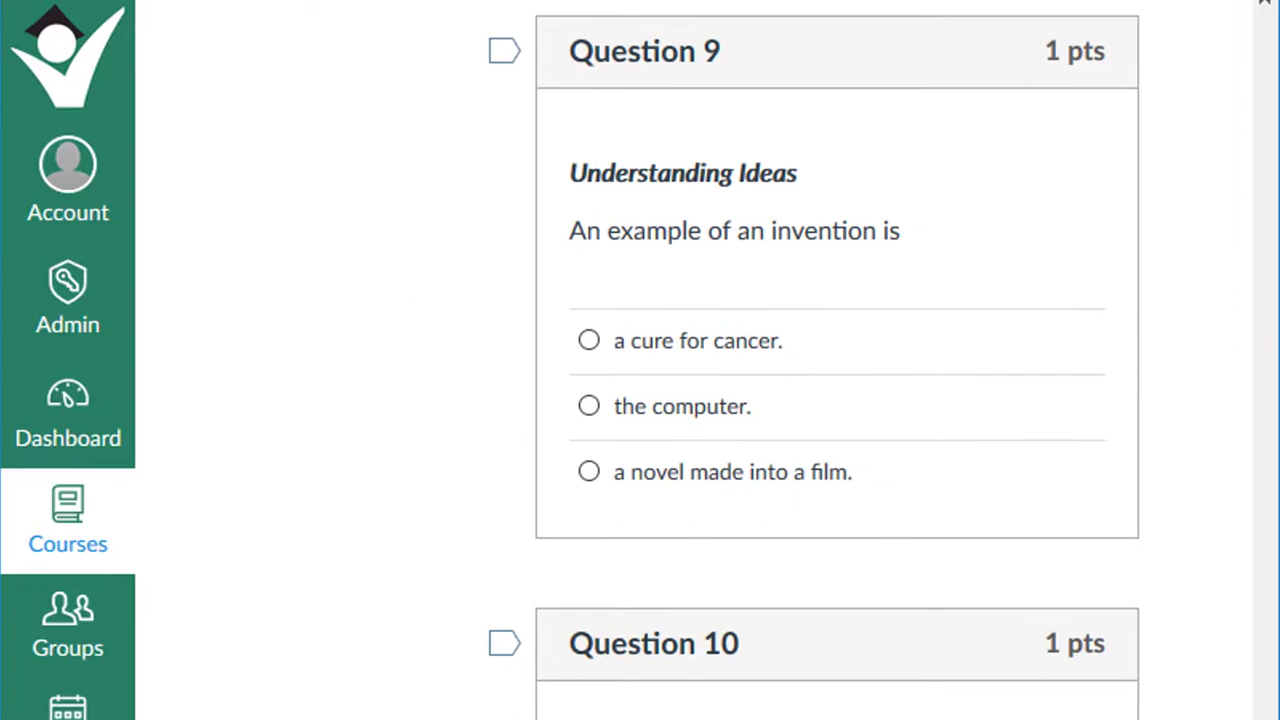 Account
Admin
Dashboard
Courses
Groups
Question 9 1 pts
Understanding Ideas
An example of an invention is
a cure for cancer.
the computer.
a novel made into a film.
Question 10 1 pts